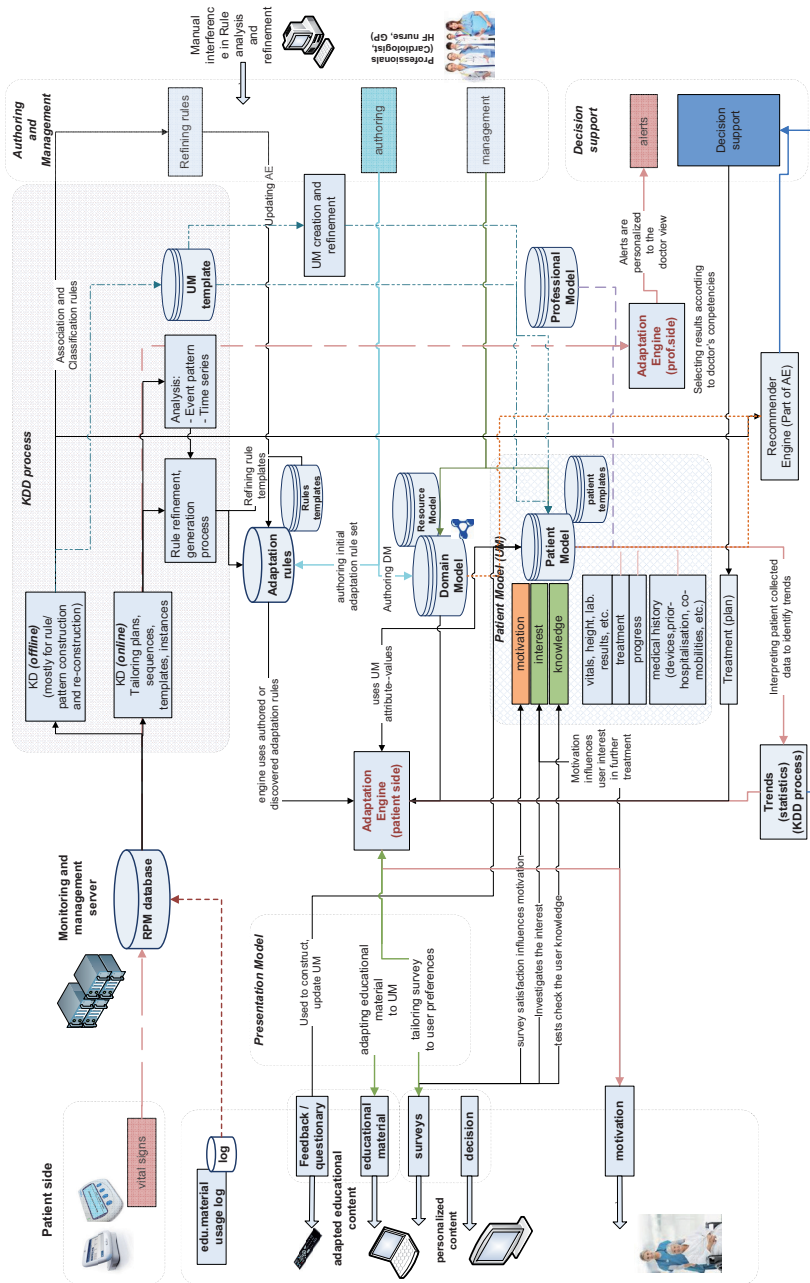 Patient side
vital signs
edu.material
usage log
log
Monitoring and
management
server
RPM database
KDD process
KD (offline)
(mostly for rule/
pattern construction
and re-construction)
KD (online)
Tailoring plans,
sequences,
templates, instances
Association and
Classification rules
Rule refinement,
generation
process
Analysis:
- Event pattern
- Time series
UM
template
Authoring
and
Management
Refining rules
Manual
interferenc
e in Rule
analysis
and
refinement
Updating AE
UM creation and
refinement
authoring
management
Professionals
(Cardiologist,
HF nurse, GP)
Refining rule
templates
Rules
templates
Adaptation
rules
engine uses authored or
discovered adaptation rules
authoring initial
adaptation rule set
Authoring DM
Resource
Model
Domain
Model
Professional
Model
Presentation Model
Used to construct,
update UM
adapting educational
material
to UM
tailoring survey
to user preferences
Adaptation
Engine
(patient side)
uses UM
attribute-values
Patient Model (UM)
Patient
Model
patient
templates
motivation
interest
knowledge
vitals, height, lab.
results, etc.
treatment
progress
medical history
(devices,prior-
hospitalisation, co-
mobilities, etc.)
Motivation
influences
user interest
in further
treatment
survey satisfaction influences motivation
Investigates the interest
tests check the user knowledge
Feedback /
questionary
adapted educational
content
educational
material
surveys
personalized
content
decision
motivation
Adaptation
Engine
(prof.side)
Alerts are
personalized
to the
doctor view
Decision
support
alerts
Decision
support
Selecting results according
to doctor's competencies
Recommender
Engine (Part of AE)
Treatment (plan)
Interpreting patient collected
data to identify trends
Trends
(statistics)
(KDD process)